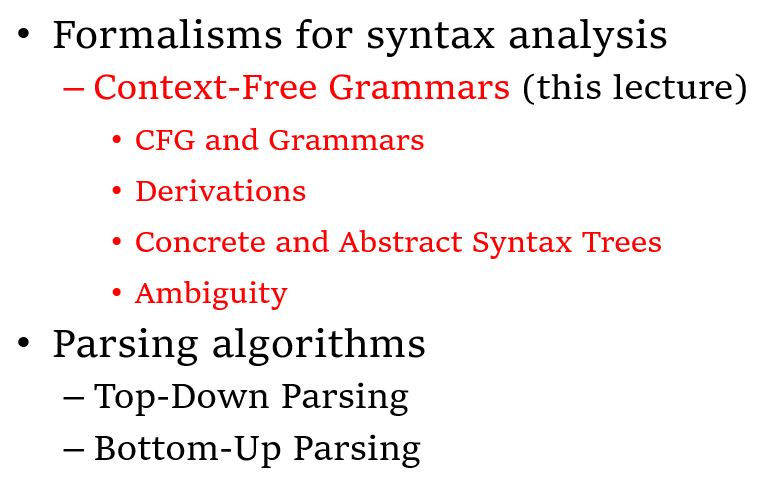 • Formalisms for syntax analysis
– Context-Free Grammars (this lecture)
• CFG and Grammars
• Derivations
• Concrete and Abstract Syntax Trees
• Ambiguity
• Parsing algorithms
– Top-Down Parsing
– Bottom-Up Parsing